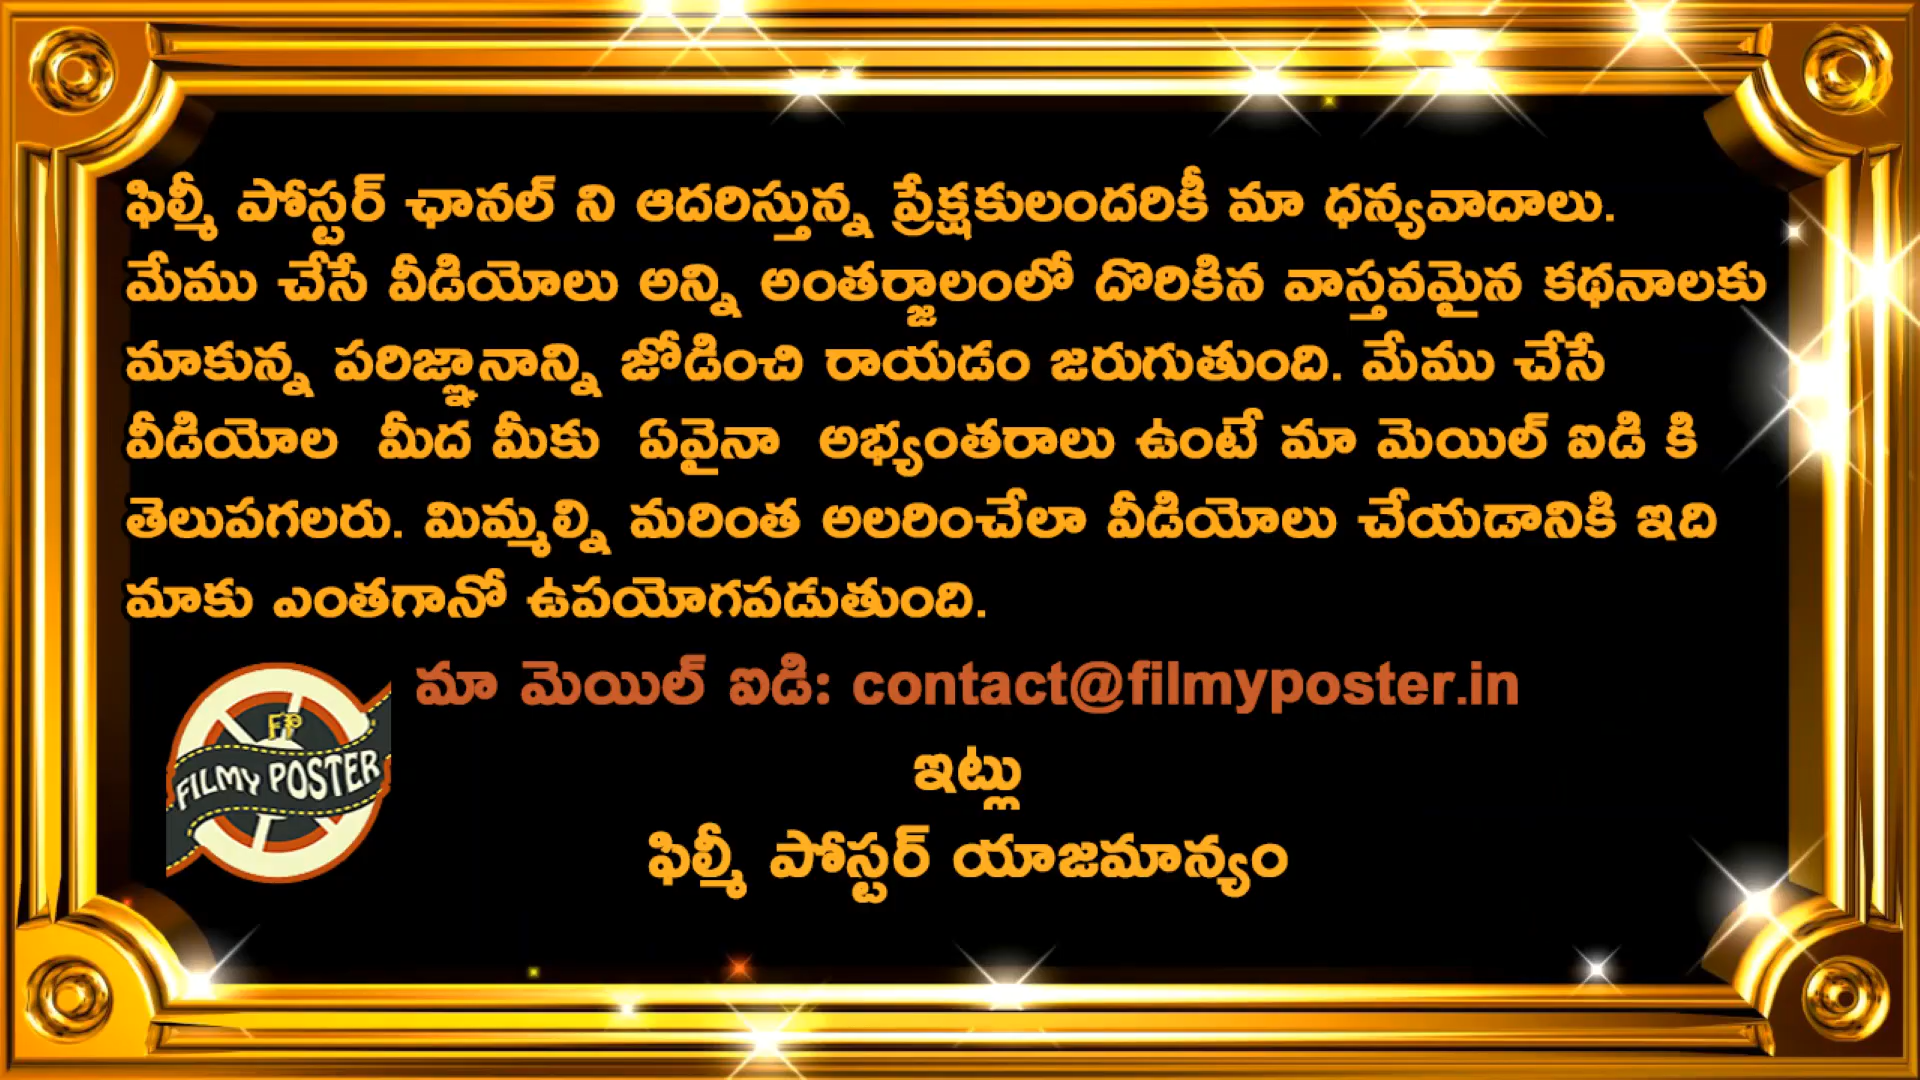 ఫిల్మీ పోస్టర్ ఛానల్ ని ఆదరిస్తున్న ప్రేక్షకులందరికీ మా ధన్యవాదాలు.
మేము చేసే వీడియోలు అన్ని అంతర్జాలంలో దొరికిన వాస్తవమైన కథనాలకు
మాకున్న పరిజ్ఞానాన్ని జోడించి రాయడం జరుగుతుంది. మేము చేసే
వీడియోల మీద మీకు ఏవైనా అభ్యంతరాలు ఉంటే మా మెయిల్ ఐడి కి
తెలుపగలరు. మిమ్మల్ని మరింత అలరించేలా వీడియోలు చేయడానికి ఇది
మాకు ఎంతగానో ఉపయోగపడుతుంది.
మా మెయిల్ ఐడి: contact@filmyposter.in
FP
FILMY POSTER
ఇట్లు
ఫిల్మీ పోస్టర్ యాజమాన్యం